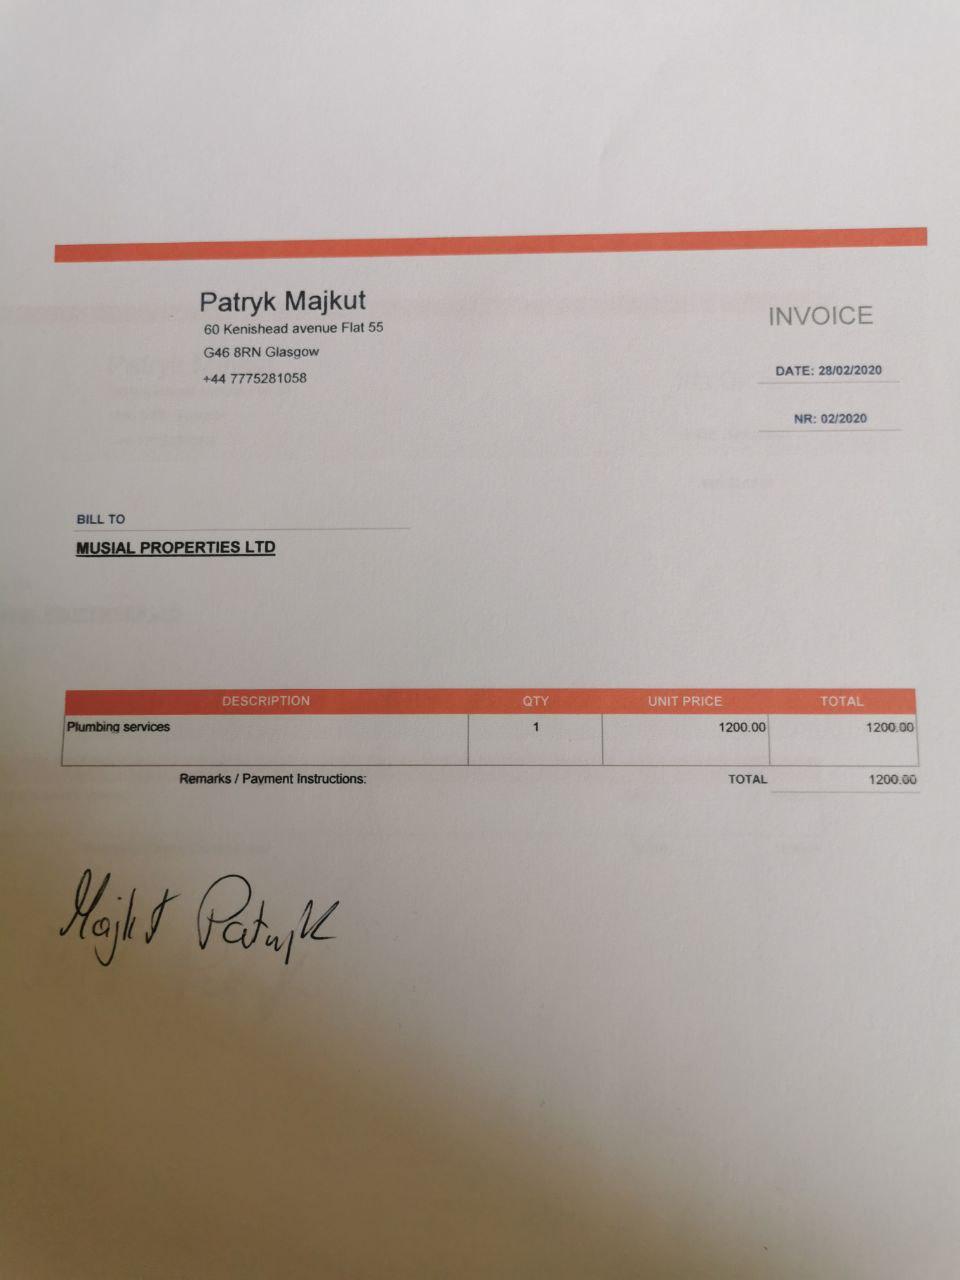 Patryk Majkut
60 Kenishead avenue Flat 55
G46 8RN Glasgow
+44 7775281058
INVOICE
DATE: 28/02/2020
NR: 02/2020
BILL TO
MUSIAL PROPERTIES LTD
DESCRIPTION QTY UNIT PRICE TOTAL
Plumbing services 1 1200.00 1200.00
Remarks / Payment Instructions: TOTAL 1200.00
Majkut Patryk